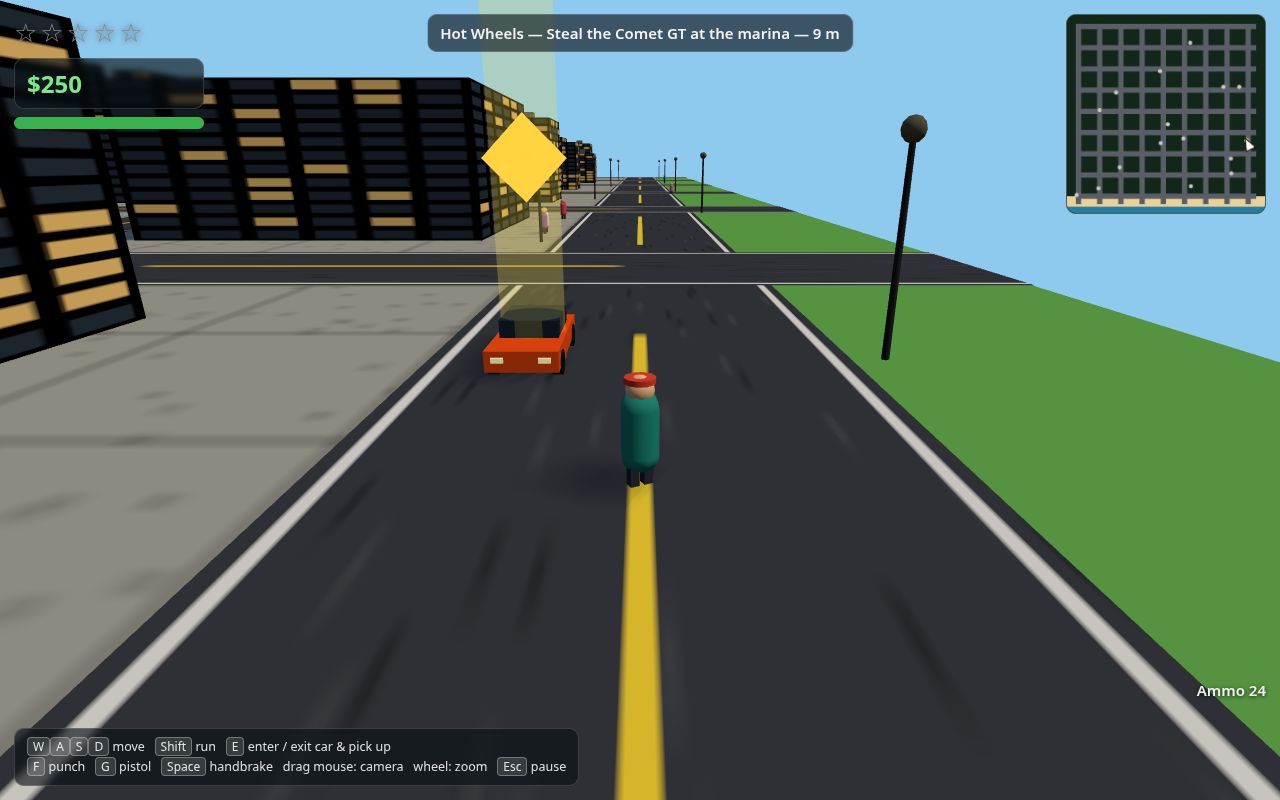 Hot Wheels — Steal the Comet GT at the marina — 9 m
$250
Ammo 24
W A S D move Shift run E enter / exit car & pick up
F punch G pistol Space handbrake drag mouse: camera wheel: zoom Esc pause